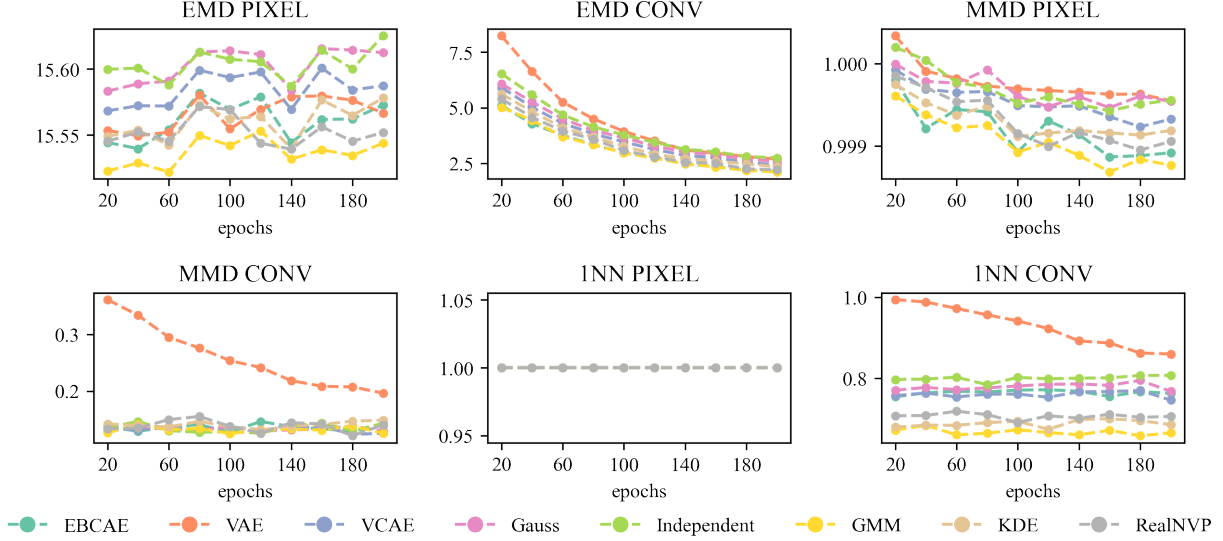 EMD PIXEL
15.60
15.55
20 60 100 140 180
epochs
EMD CONV
7.5
5.0
2.5
20 60 100 140 180
epochs
MMD PIXEL
1.000
0.999
20 60 100 140 180
epochs
MMD CONV
0.3
0.2
20 60 100 140 180
epochs
1NN PIXEL
1.05
1.00
0.95
20 60 100 140 180
epochs
1NN CONV
1.0
0.8
20 60 100 140 180
epochs
EBCAE VAE VCAE Gauss Independent GMM KDE RealNVP